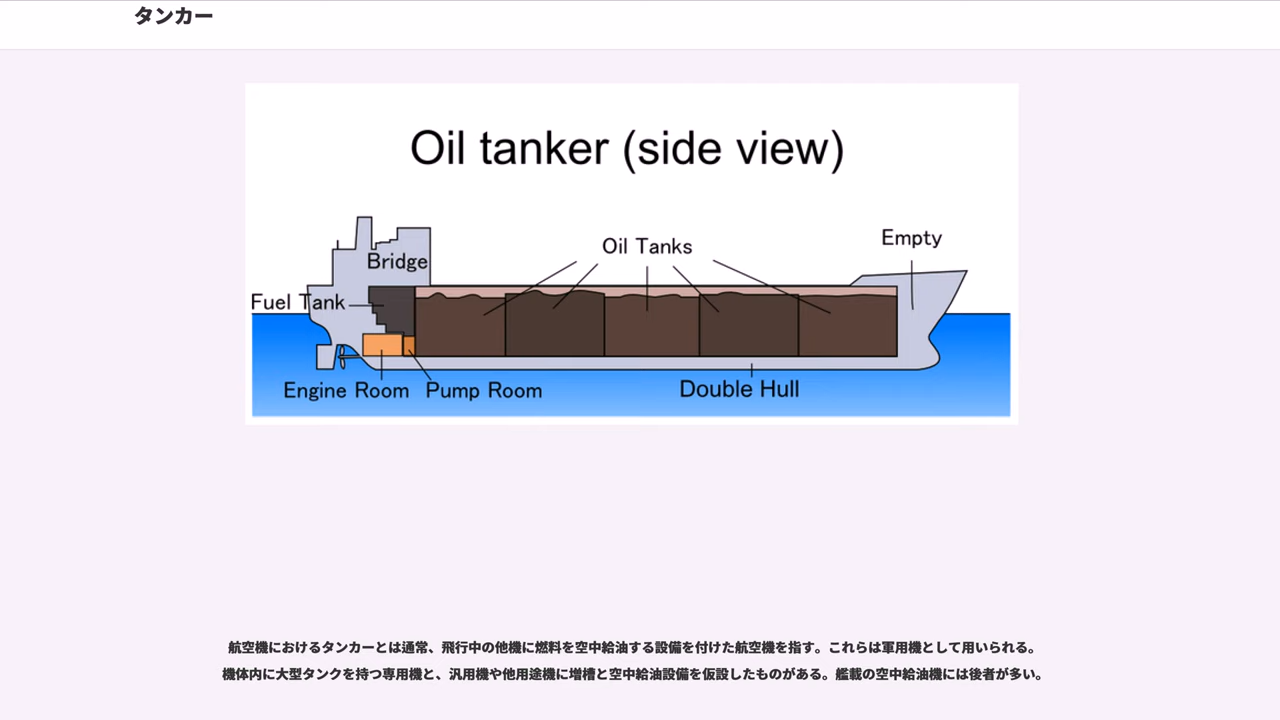 タンカー
Oil tanker (side view)
Empty
Oil Tanks
Bridge
Fuel Tank
Engine Room
Pump Room
Double Hull
航空機におけるタンカーとは通常、飛行中の他機に燃料を空中給油する設備を付けた航空機を指す。これらは軍用機として用いられる。
機体内に大型タンクを持つ専用機と、汎用機や他用途機に増槽と空中給油設備を仮設したものがある。艦載の空中給油機には後者が多い。